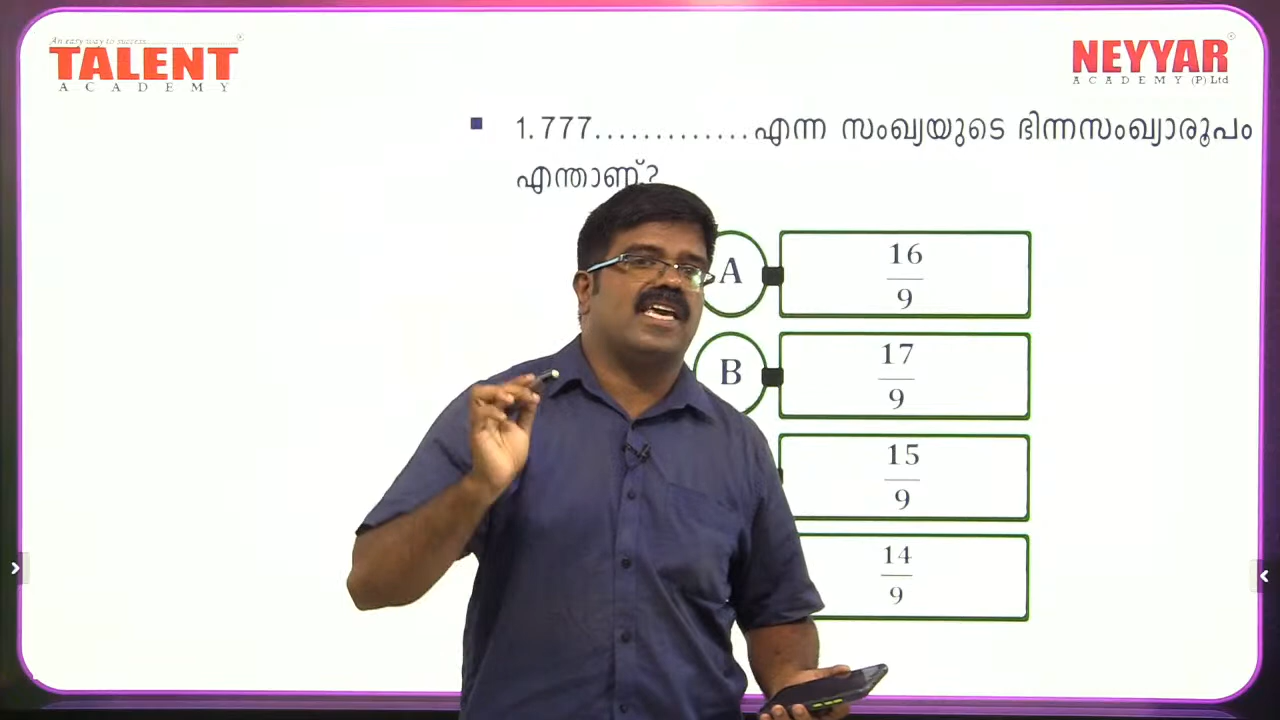 An easy way to success
TALENT
ACADEMY
NEYYAR
ACADEMY (P) Ltd
1.777.............എന്ന സംഖ്യയുടെ ഭിന്നസംഖ്യാരൂപം
എന്താണ്?
A
16
9
B
17
9
15
9
14
9